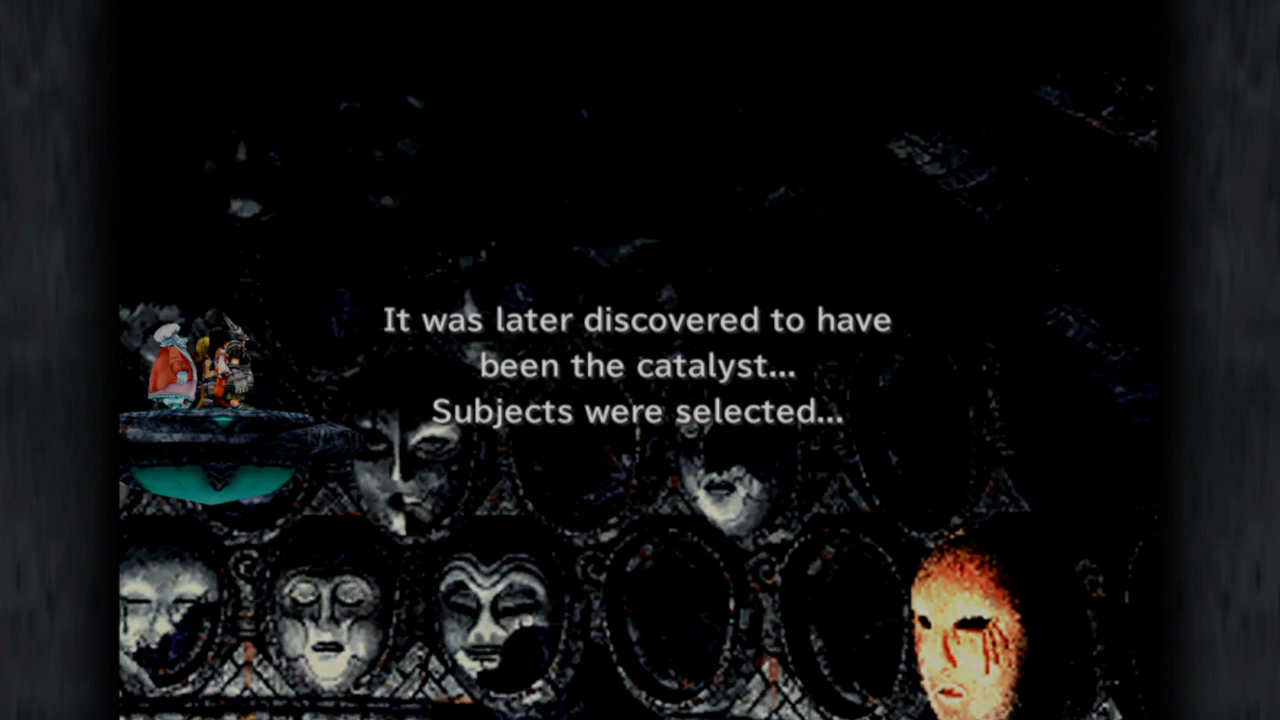 It was later discovered to have
been the catalyst...
Subjects were selected...